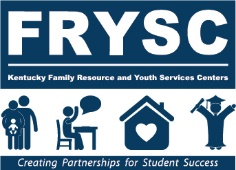 FRYSC
Kentucky Family Resource and Youth Services Centers
Creating Partnerships for Student Success